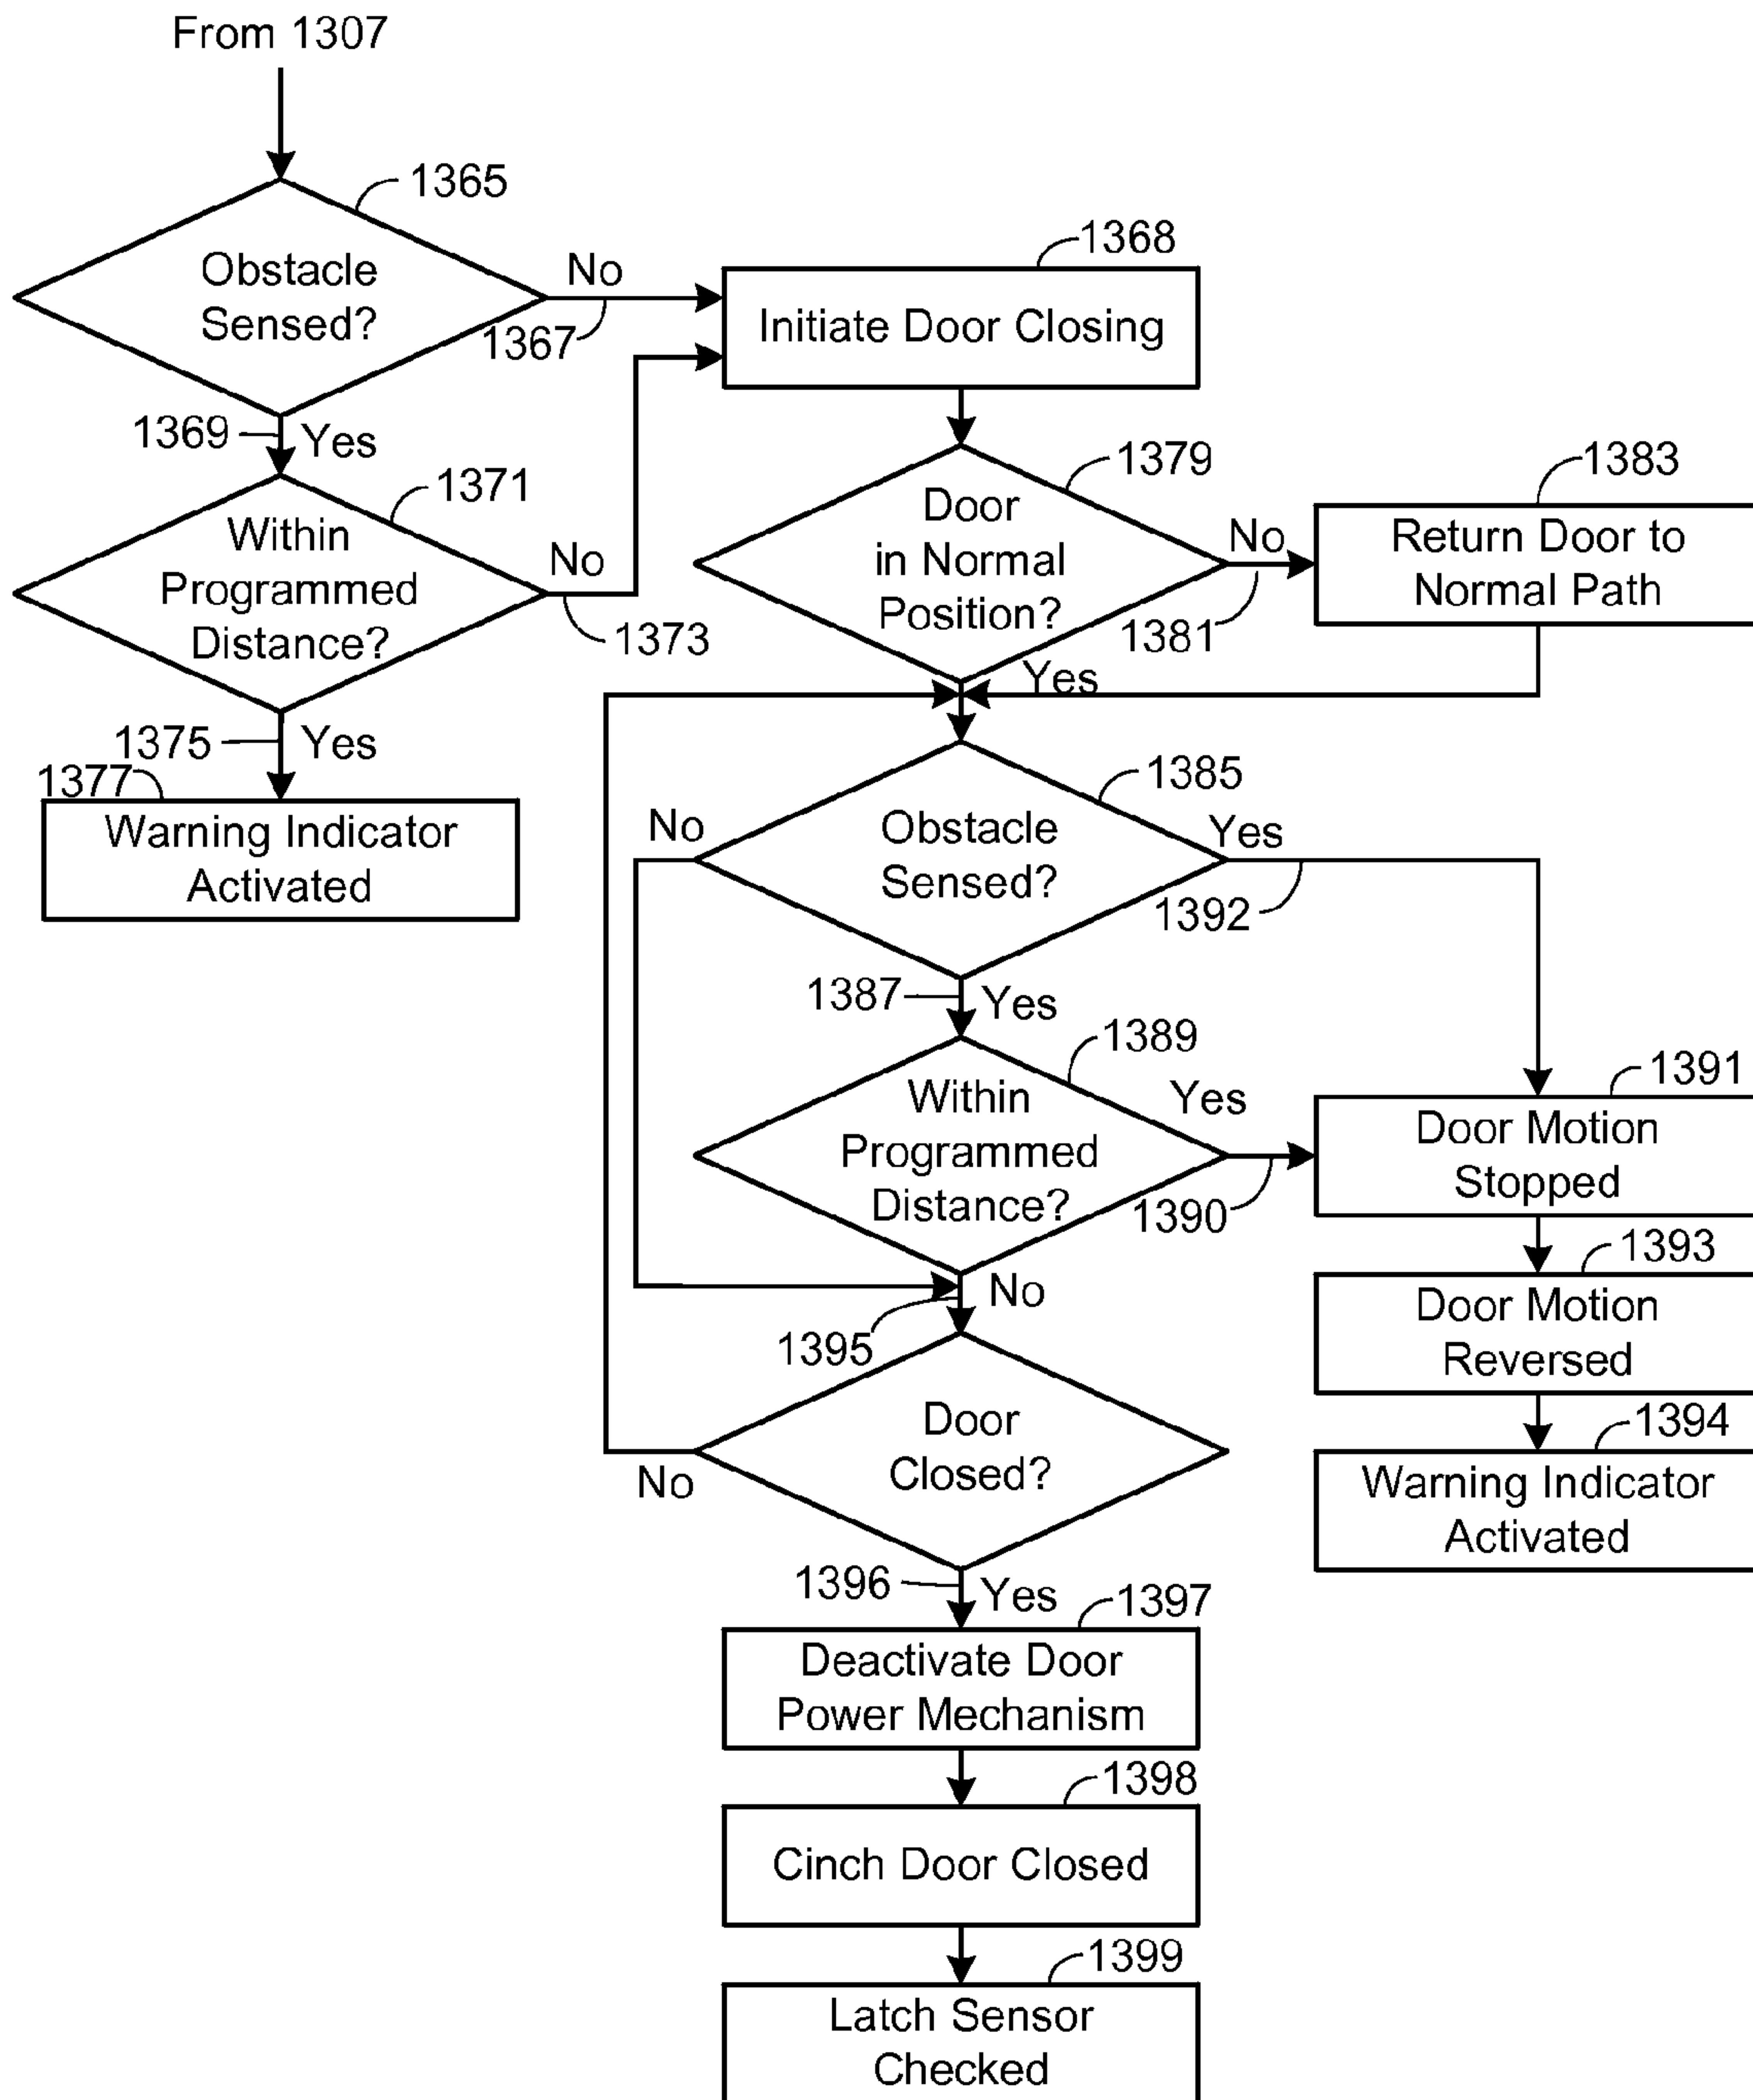 From 1307
1365
Obstacle
Sensed?
No
1367
1368
Initiate Door Closing
1369
Yes
1371
Within
Programmed
Distance?
No
1373
1375
Yes
1377
Warning Indicator
Activated
1379
Door
in Normal
Position?
No
1381
1383
Return Door to
Normal Path
Yes
1385
Obstacle
Sensed?
No
Yes
1392
1387
Yes
1389
Within
Programmed
Distance?
Yes
1390
1391
Door Motion
Stopped
1393
Door Motion
Reversed
1394
Warning Indicator
Activated
No
1395
Door
Closed?
No
1396
Yes
1397
Deactivate Door
Power Mechanism
1398
Cinch Door Closed
1399
Latch Sensor
Checked